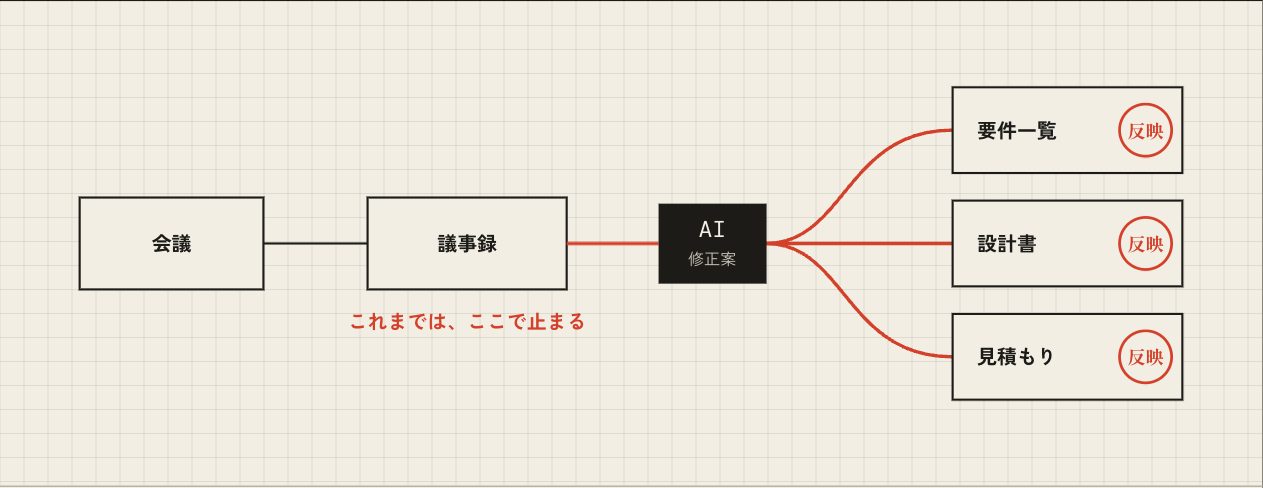 会議
議事録
これまでは、ここで止まる
AI
修正案
要件一覧
反映
設計書
反映
見積もり
反映